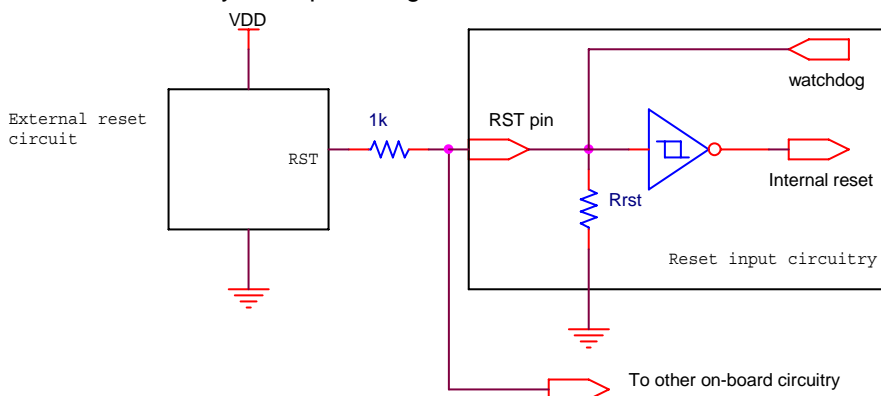 VDD
External reset
circuit
RST
1k
RST pin
watchdog
Internal reset
Rrst
Reset input circuitry
To other on-board circuitry